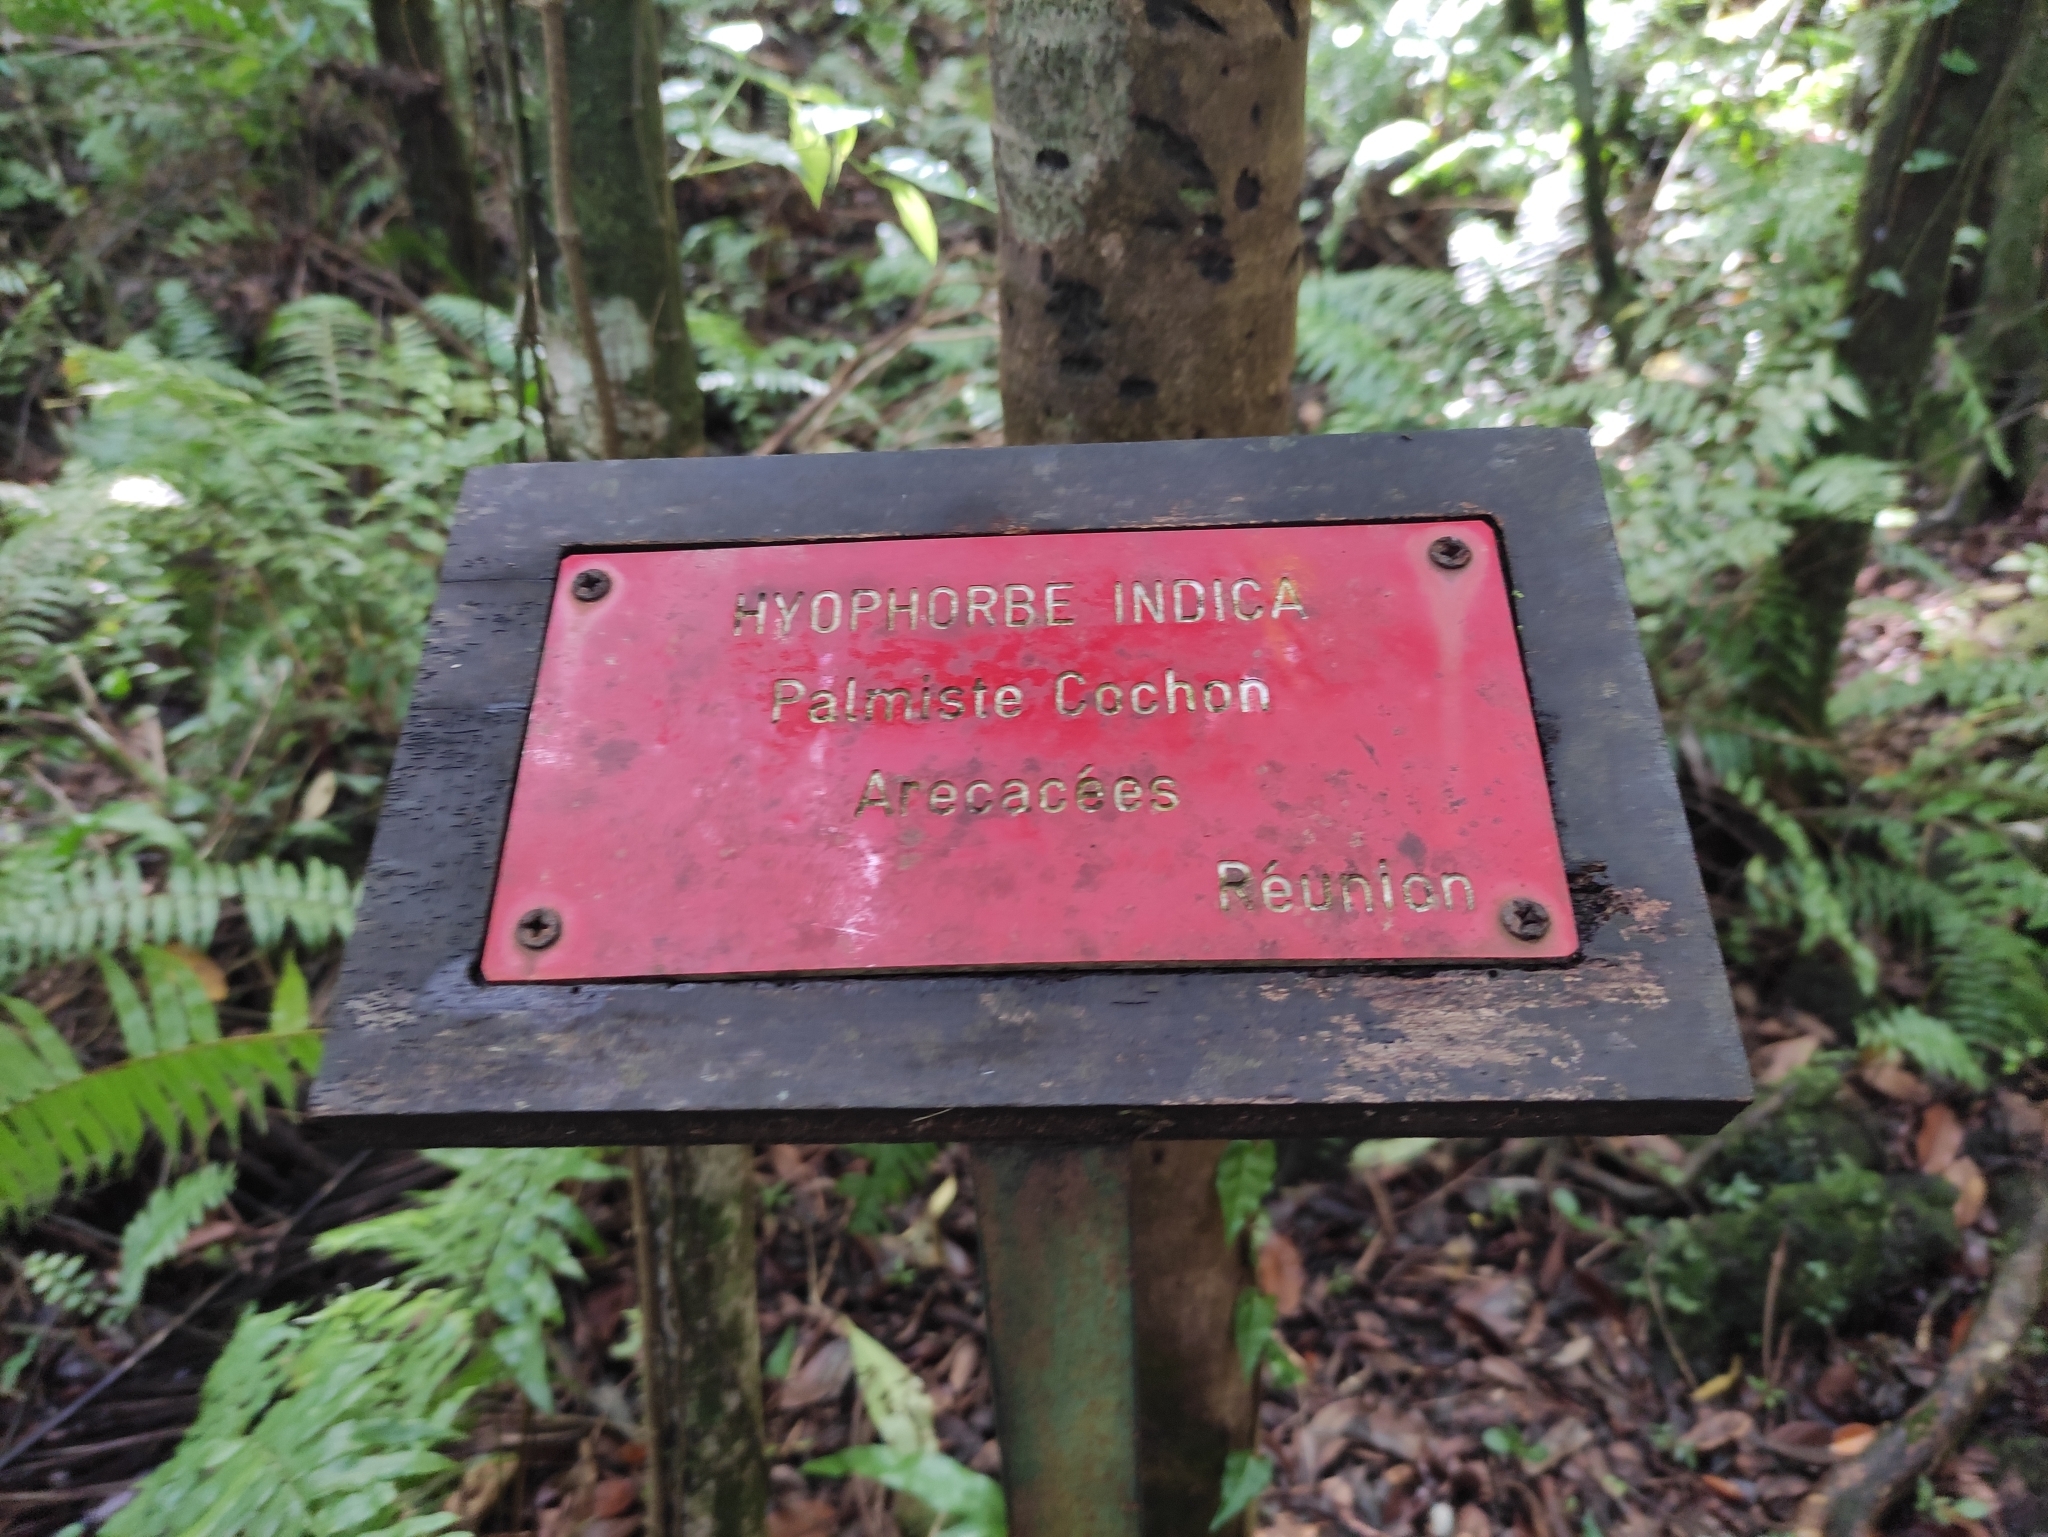 HYOPHORBE INDICA
Palmiste Cochon
Arecacées
Réunion